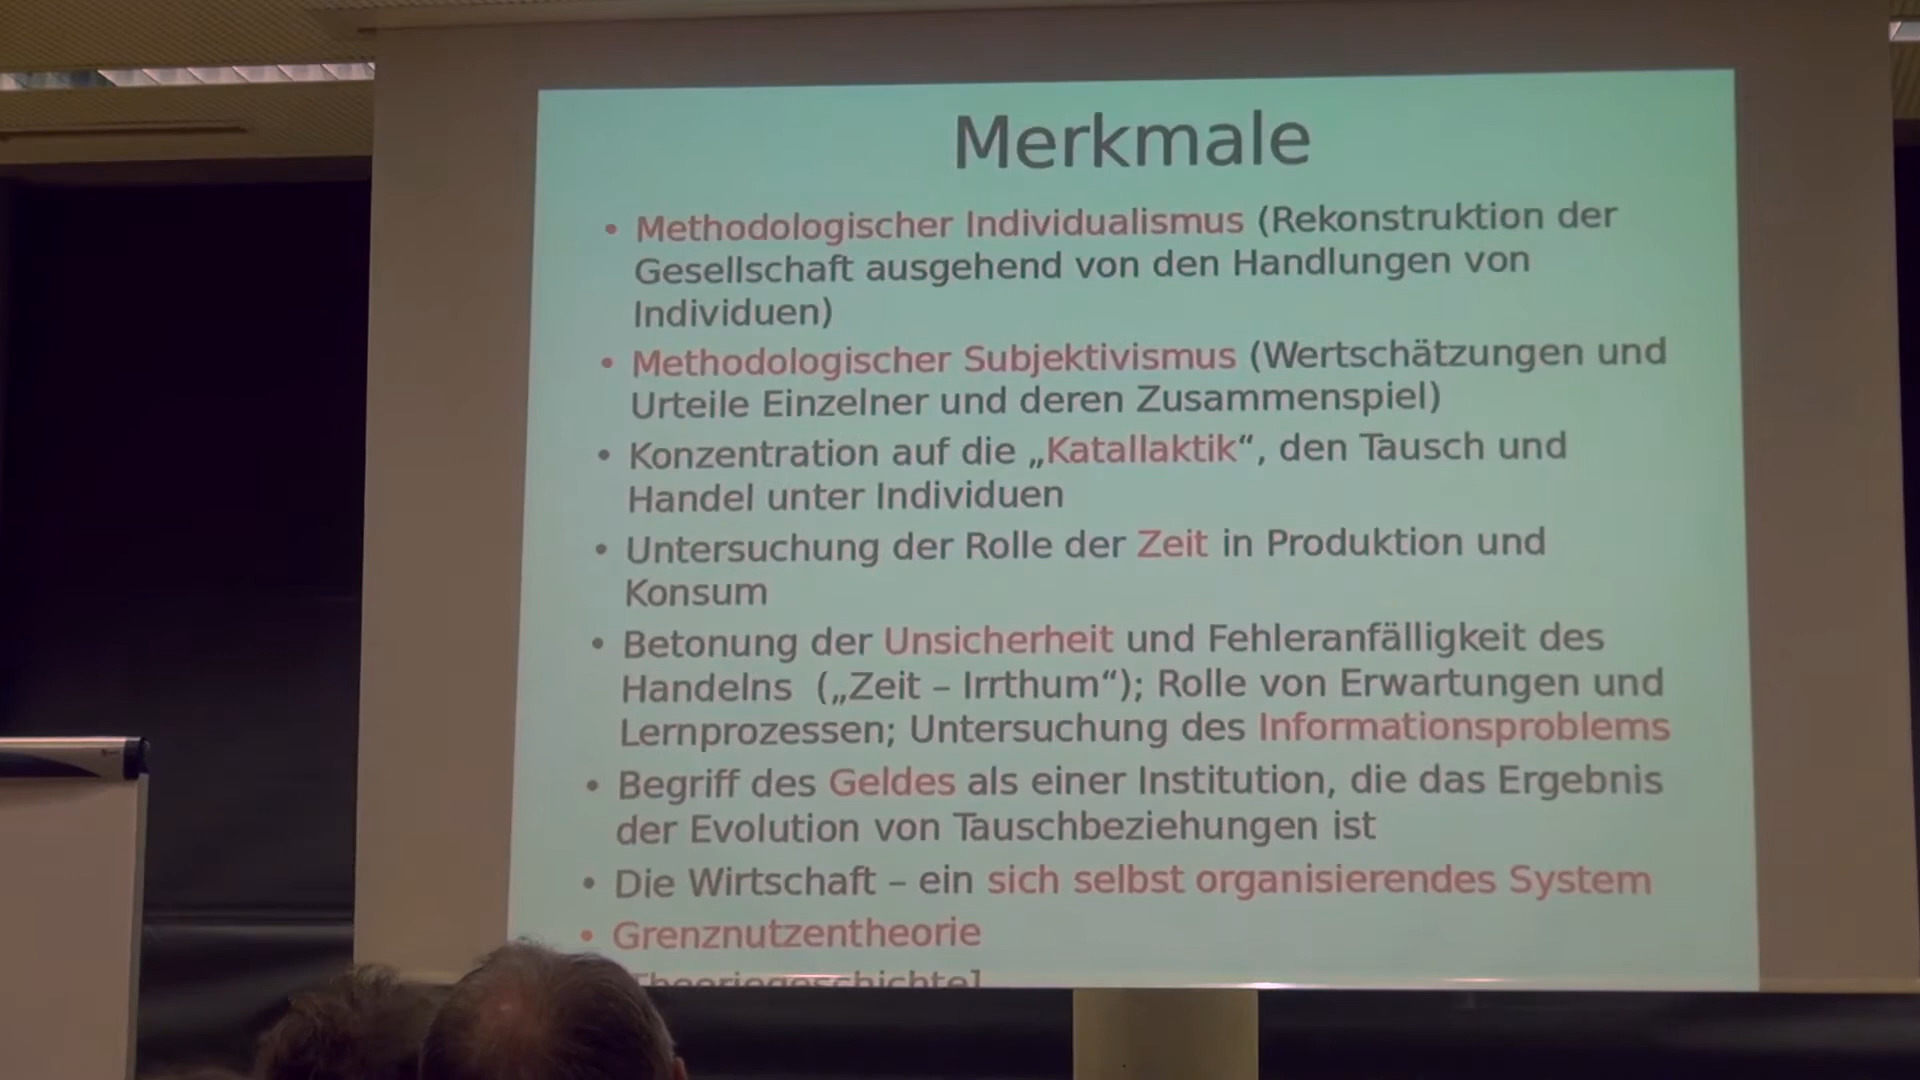 Merkmale
• Methodologischer Individualismus (Rekonstruktion der
Gesellschaft ausgehend von den Handlungen von
Individuen)
• Methodologischer Subjektivismus (Wertschätzungen und
Urteile Einzelner und deren Zusammenspiel)
• Konzentration auf die „Katallaktik“, den Tausch und
Handel unter Individuen
• Untersuchung der Rolle der Zeit in Produktion und
Konsum
• Betonung der Unsicherheit und Fehleranfälligkeit des
Handelns („Zeit – Irrthum“); Rolle von Erwartungen und
Lernprozessen; Untersuchung des Informationsproblems
• Begriff des Geldes als einer Institution, die das Ergebnis
der Evolution von Tauschbeziehungen ist
• Die Wirtschaft – ein sich selbst organisierendes System
• Grenznutzentheorie
Theoriegeschichte]